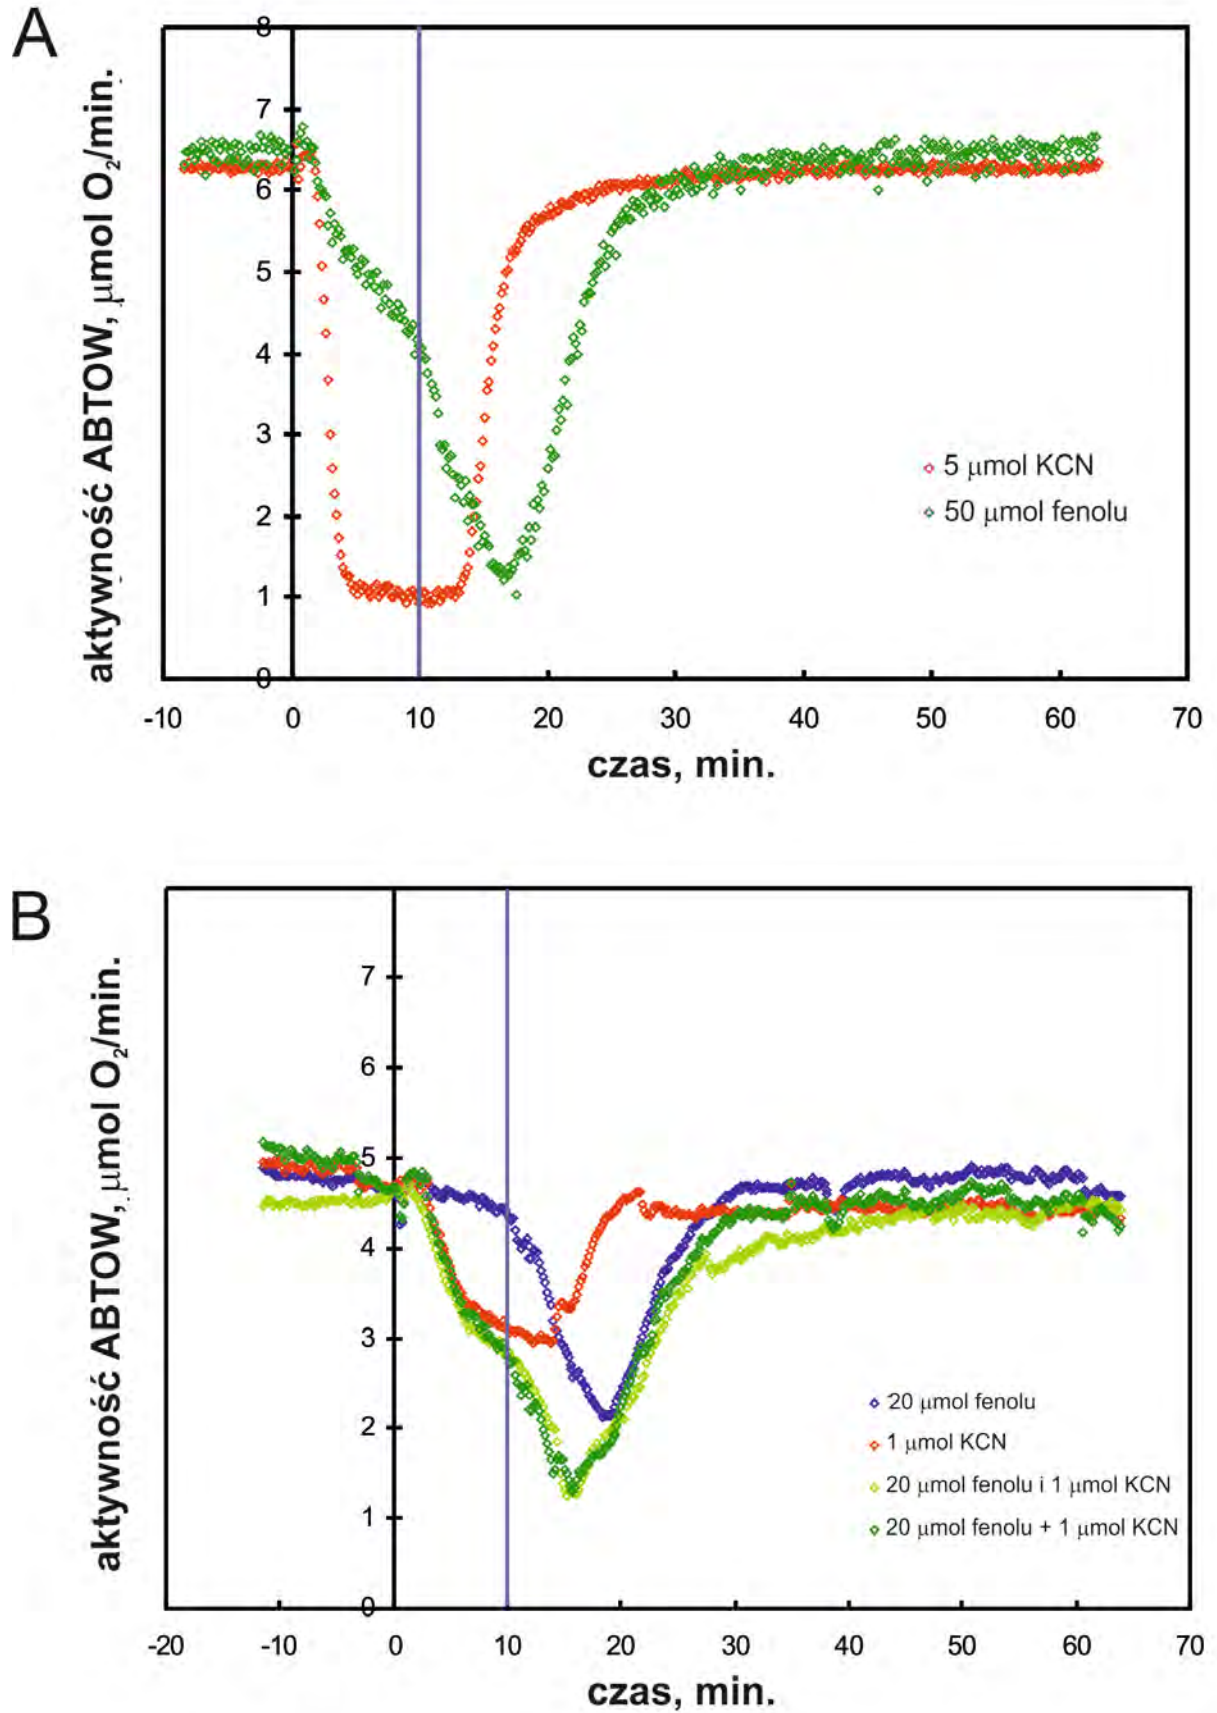 A
aktywność ABTOW, µmol O₂/min.
8
7
6
5
4
3
2
1
0
5 µmol KCN
50 µmol fenolu
-10 0 10 20 30 40 50 60 70
czas, min.
B
aktywność ABTOW, µmol O₂/min.
7
6
5
4
3
2
1
0
20 µmol fenolu
1 µmol KCN
20 µmol fenolu i 1 µmol KCN
20 µmol fenolu + 1 µmol KCN
-20 -10 0 10 20 30 40 50 60 70
czas, min.